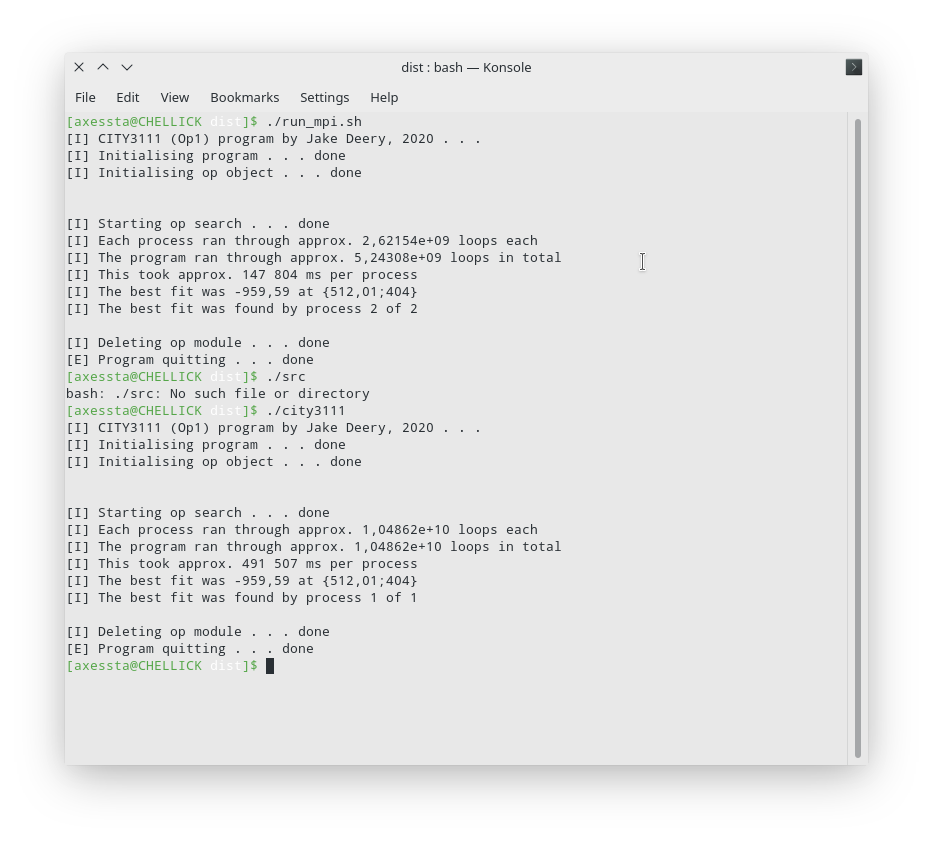 dist : bash — Konsole
File Edit View Bookmarks Settings Help
[axessta@CHELLICK dist]$ ./run_mpi.sh
[I] CITY3111 (Op1) program by Jake Deery, 2020 . . .
[I] Initialising program . . . done
[I] Initialising op object . . . done
[I] Starting op search . . . done
[I] Each process ran through approx. 2,62154e+09 loops each
[I] The program ran through approx. 5,24308e+09 loops in total
[I] This took approx. 147 804 ms per process
[I] The best fit was -959,59 at {512,01;404}
[I] The best fit was found by process 2 of 2
[I] Deleting op module . . . done
[E] Program quitting . . . done
[axessta@CHELLICK dist]$ ./src
bash: ./src: No such file or directory
[axessta@CHELLICK dist]$ ./city3111
[I] CITY3111 (Op1) program by Jake Deery, 2020 . . .
[I] Initialising program . . . done
[I] Initialising op object . . . done
[I] Starting op search . . . done
[I] Each process ran through approx. 1,04862e+10 loops each
[I] The program ran through approx. 1,04862e+10 loops in total
[I] This took approx. 491 507 ms per process
[I] The best fit was -959,59 at {512,01;404}
[I] The best fit was found by process 1 of 1
[I] Deleting op module . . . done
[E] Program quitting . . . done
[axessta@CHELLICK dist]$